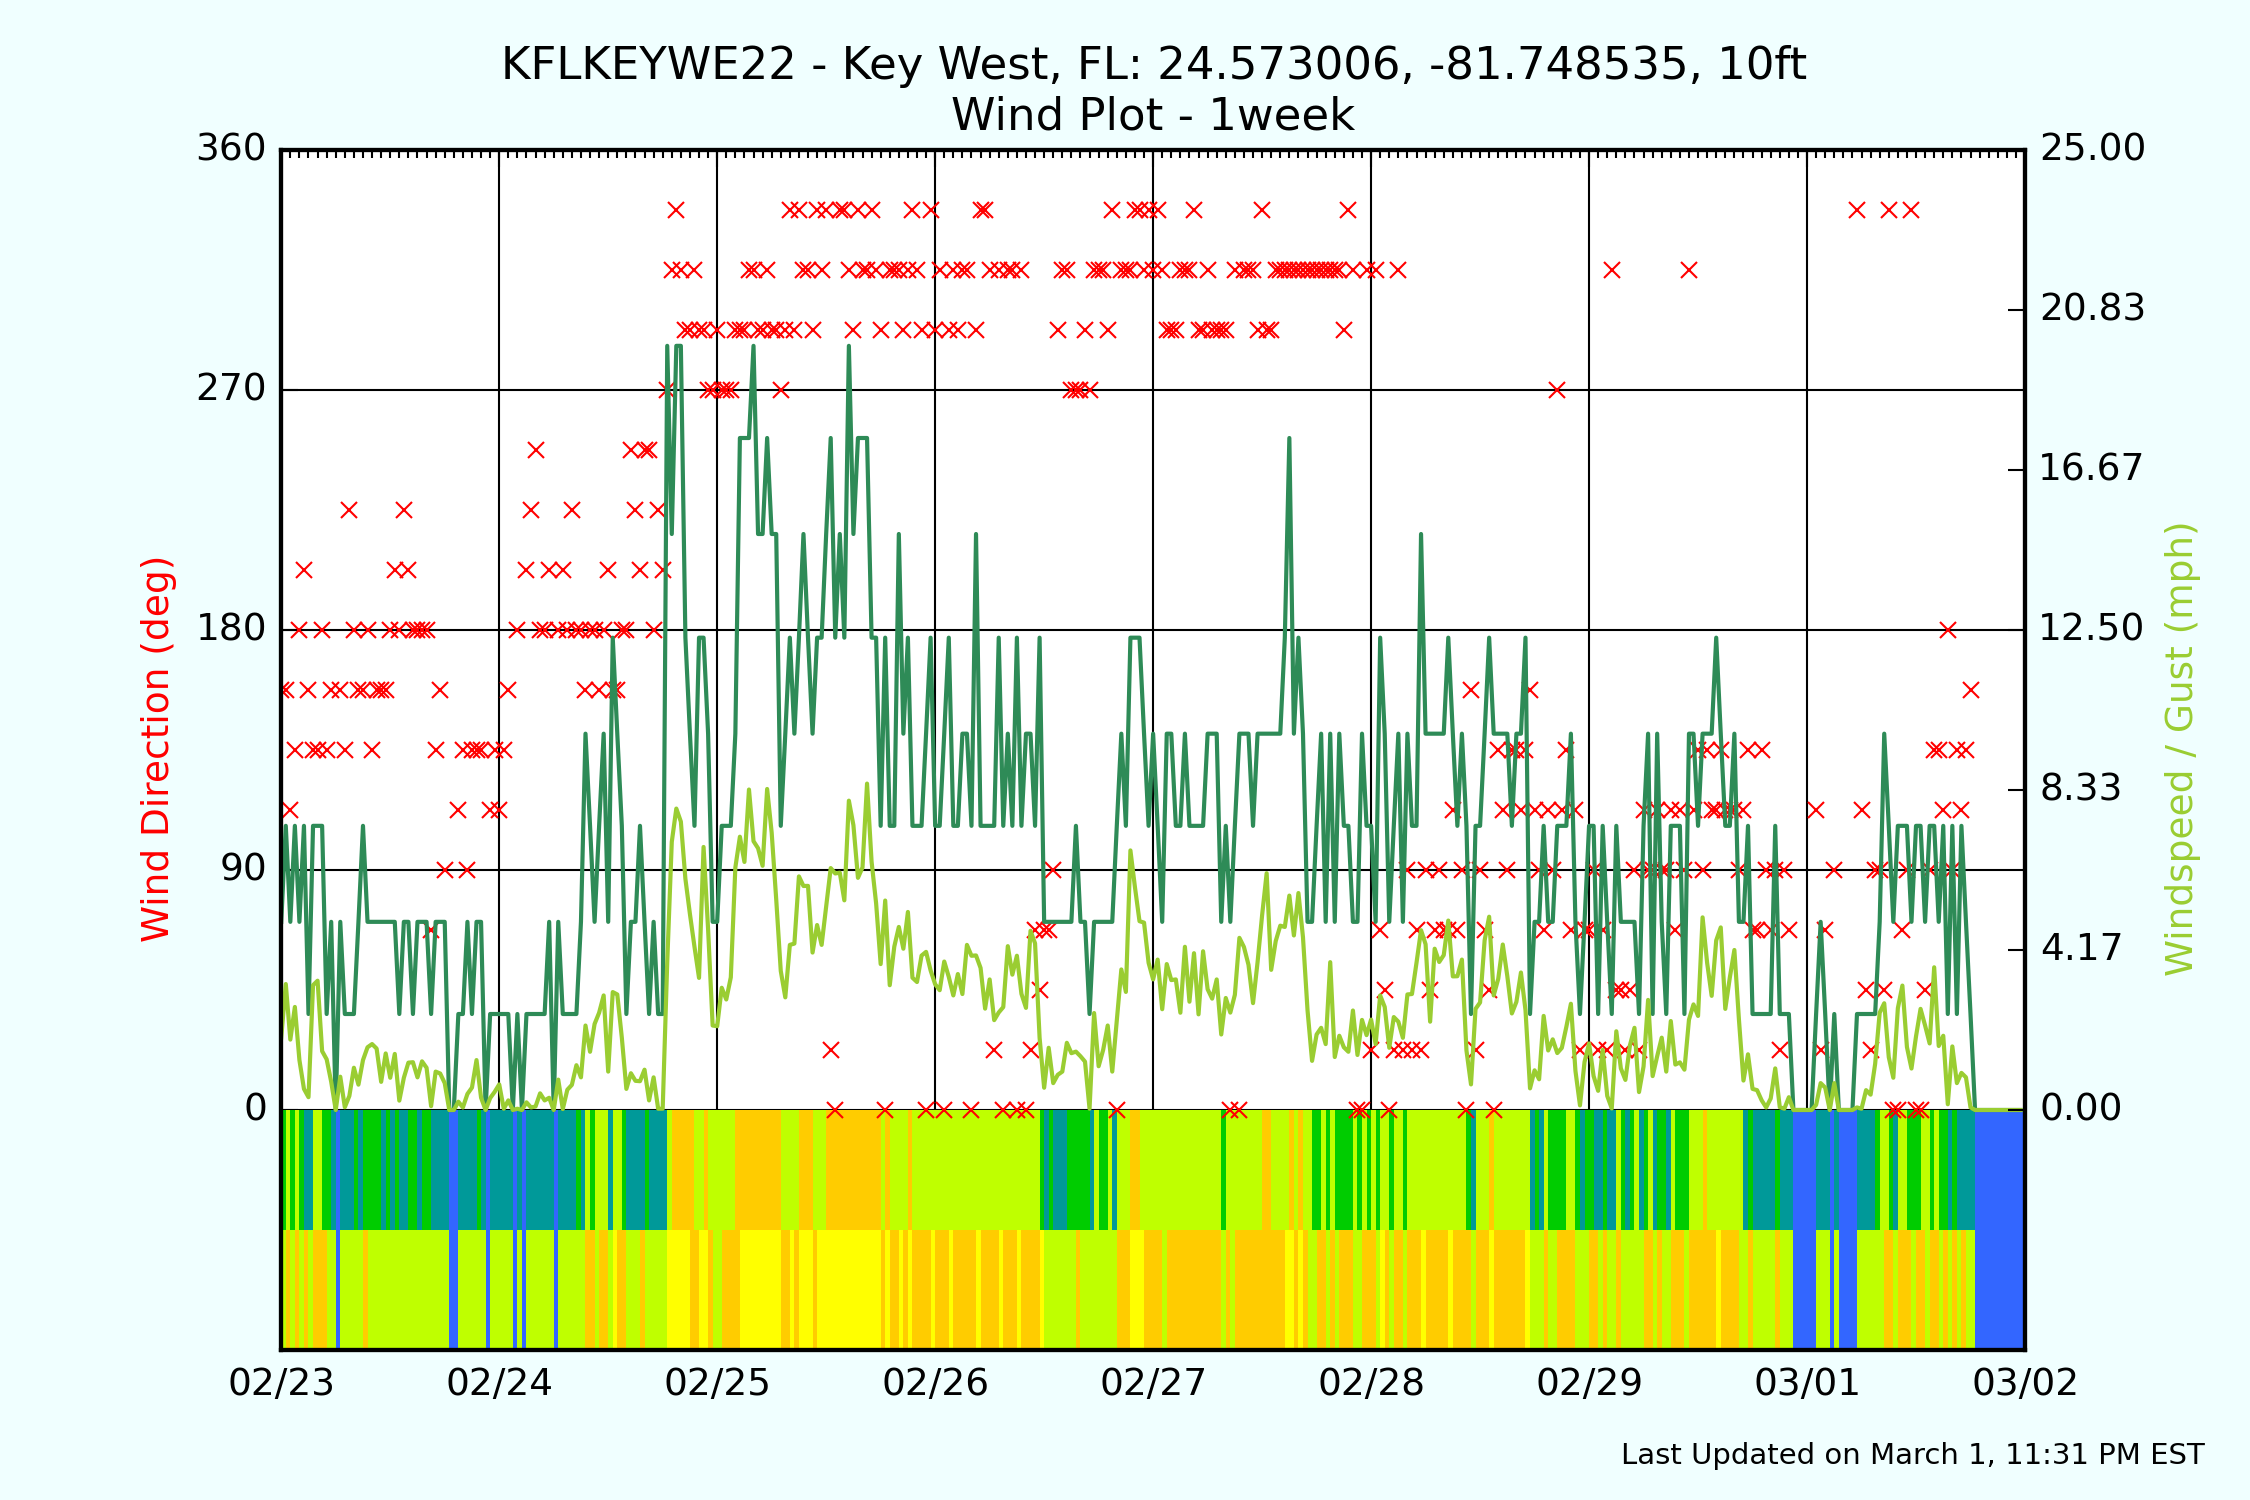 KFLKEYWE22 - Key West, FL: 24.573006, -81.748535, 10ft
Wind Plot - 1week
360
270
180
90
0
Wind Direction (deg)
25.00
20.83
16.67
12.50
8.33
4.17
0.00
Windspeed / Gust (mph)
02/23 02/24 02/25 02/26 02/27 02/28 02/29 03/01 03/02
Last Updated on March 1, 11:31 PM EST